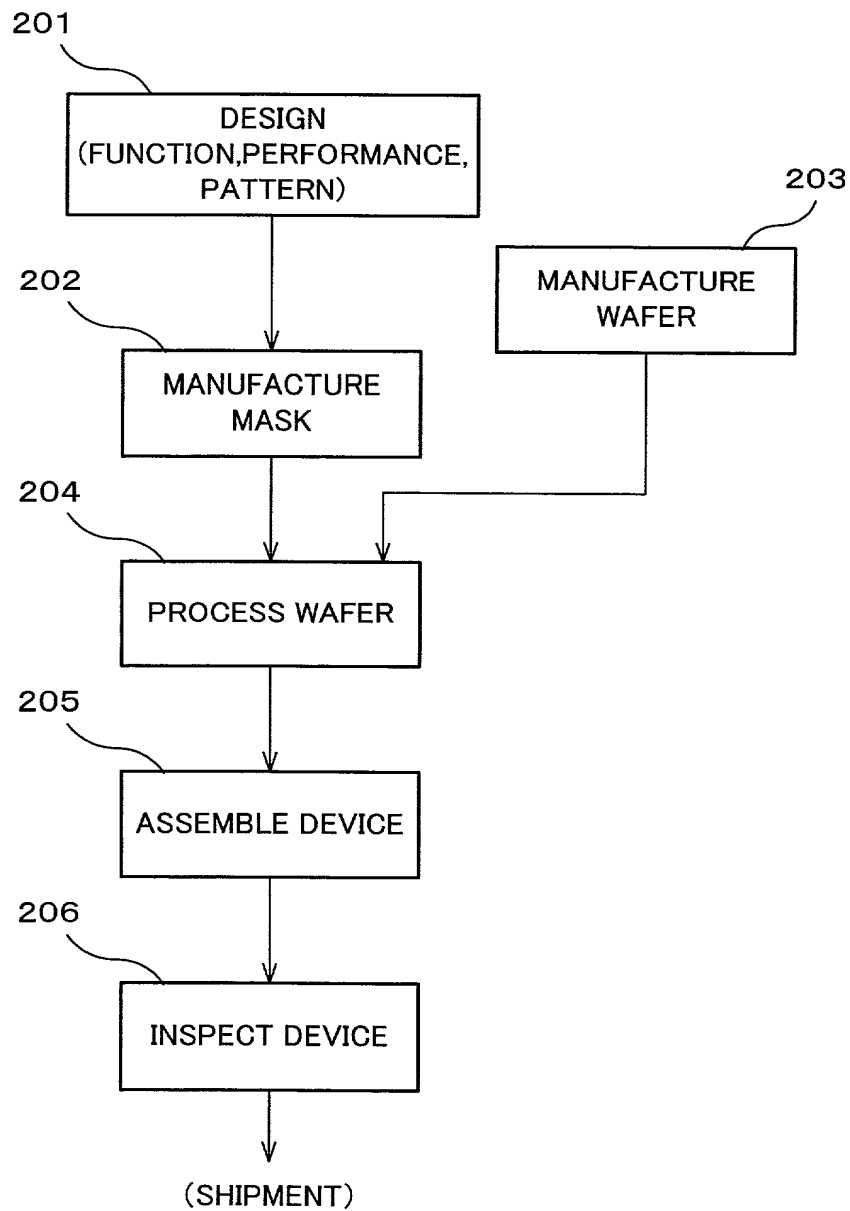 201
DESIGN
(FUNCTION,PERFORMANCE,
PATTERN)
203
MANUFACTURE
WAFER
202
MANUFACTURE
MASK
204
PROCESS WAFER
205
ASSEMBLE DEVICE
206
INSPECT DEVICE
(SHIPMENT)